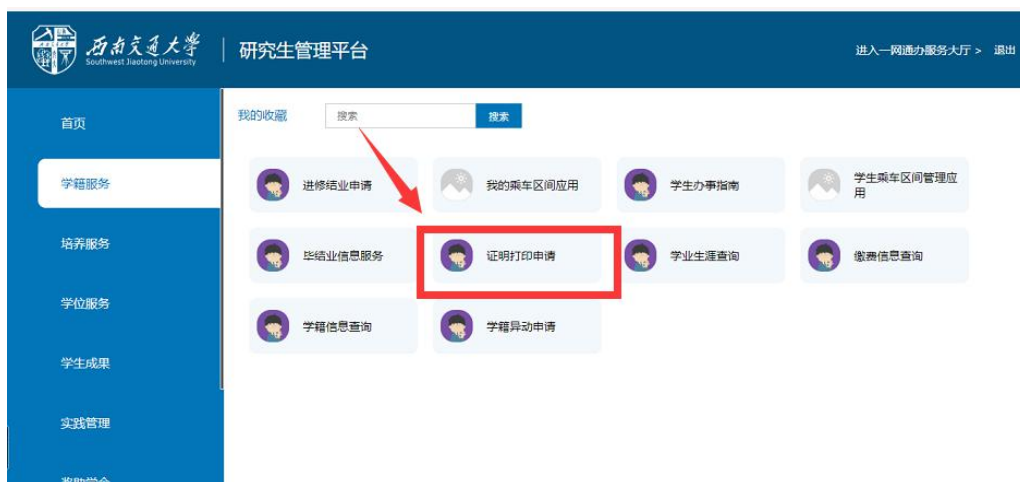 西南交通大学
Southwest Jiaotong University
研究生管理平台
进入一网通办服务大厅 > 退出
首页
学籍服务
培养服务
学位服务
学生成果
实践管理
我的收藏
搜索
搜索
进修结业申请
我的乘车区间应用
学生办事指南
学生乘车区间管理应
用
毕结业信息服务
证明打印申请
学业生涯查询
缴费信息查询
学籍信息查询
学籍异动申请